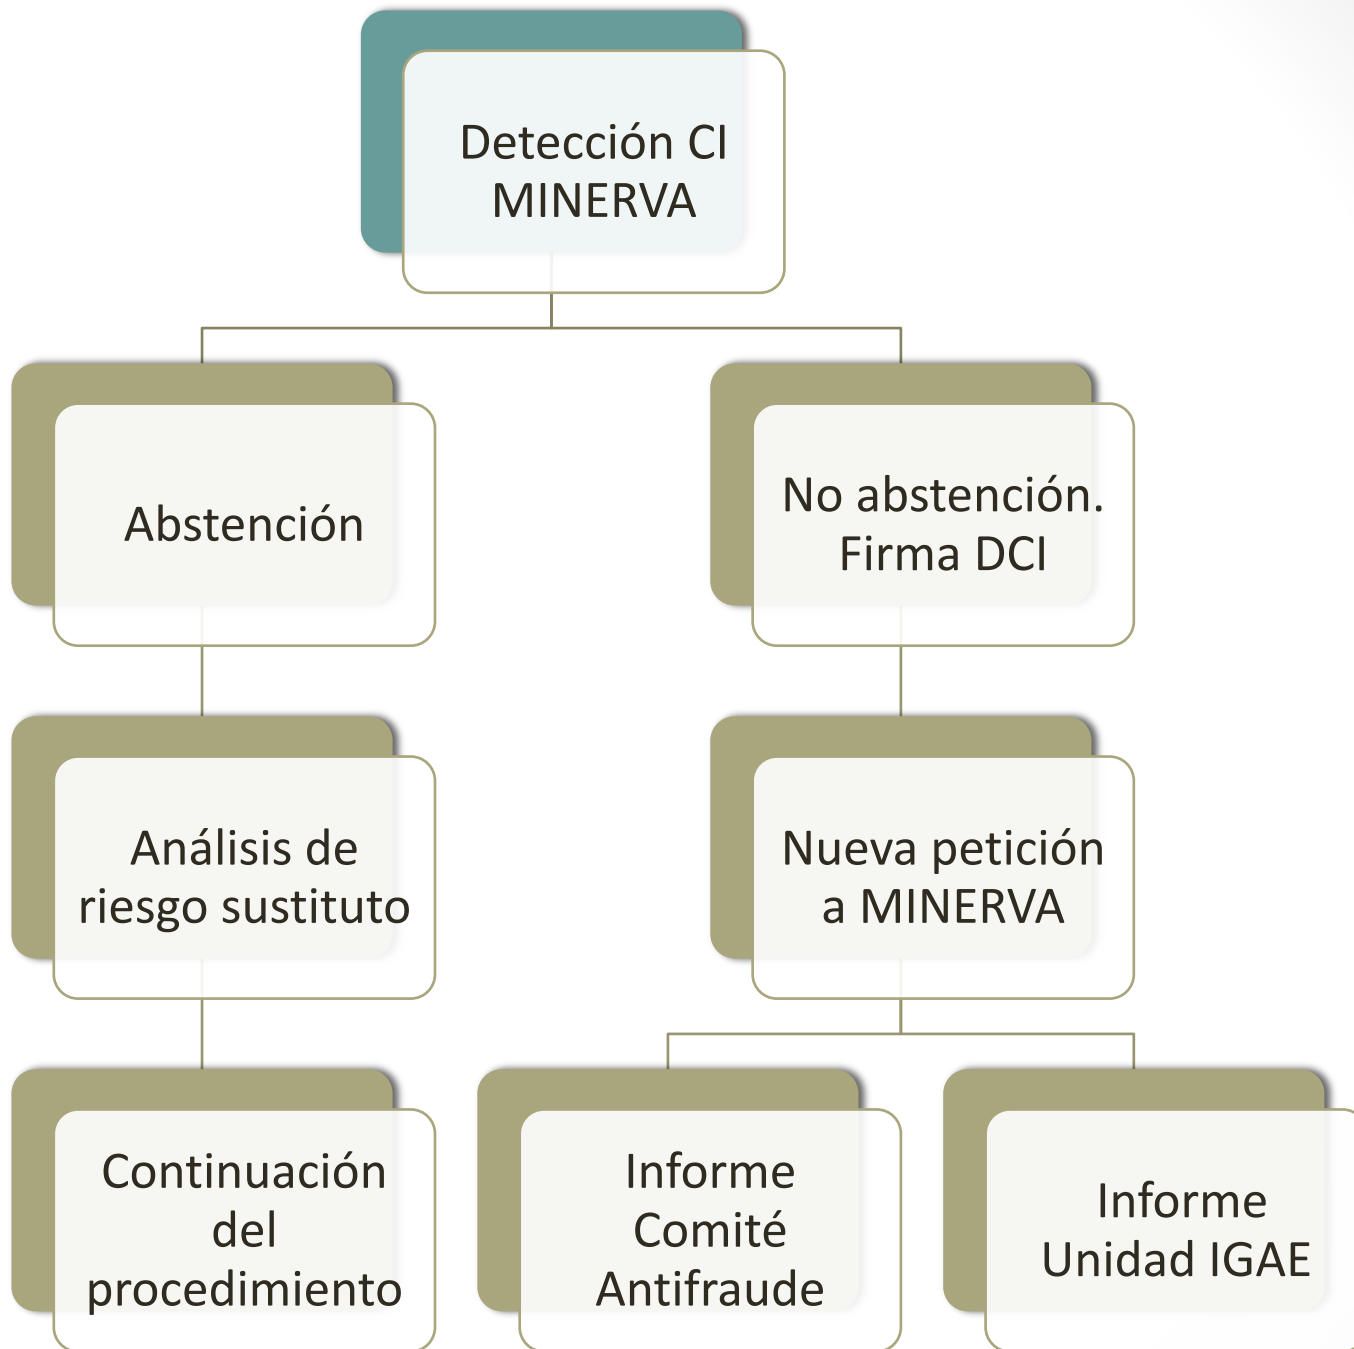 Detección CI
MINERVA
Abstención
No abstención.
Firma DCI
Análisis de
riesgo sustituto
Nueva petición
a MINERVA
Continuación
del
procedimiento
Informe
Comité
Antifraude
Informe
Unidad IGAE